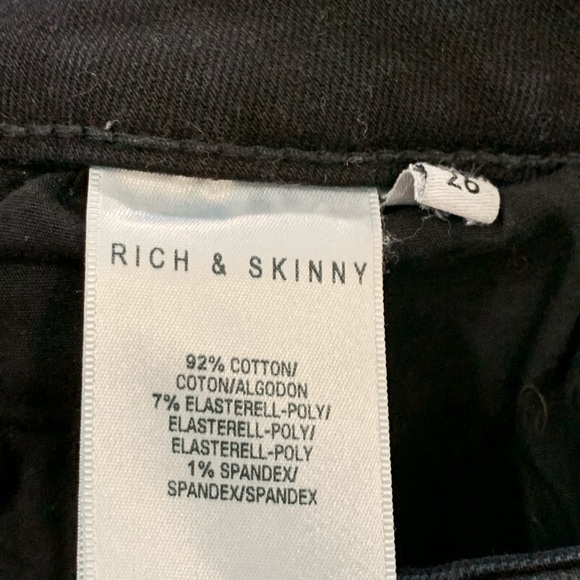 RICH & SKINNY
26
92% COTTON/
COTON/ALGODON
7% ELASTERELL-POLY/
ELASTERELL-POLY/
ELASTERELL-POLY
1% SPANDEX/
SPANDEX/SPANDEX